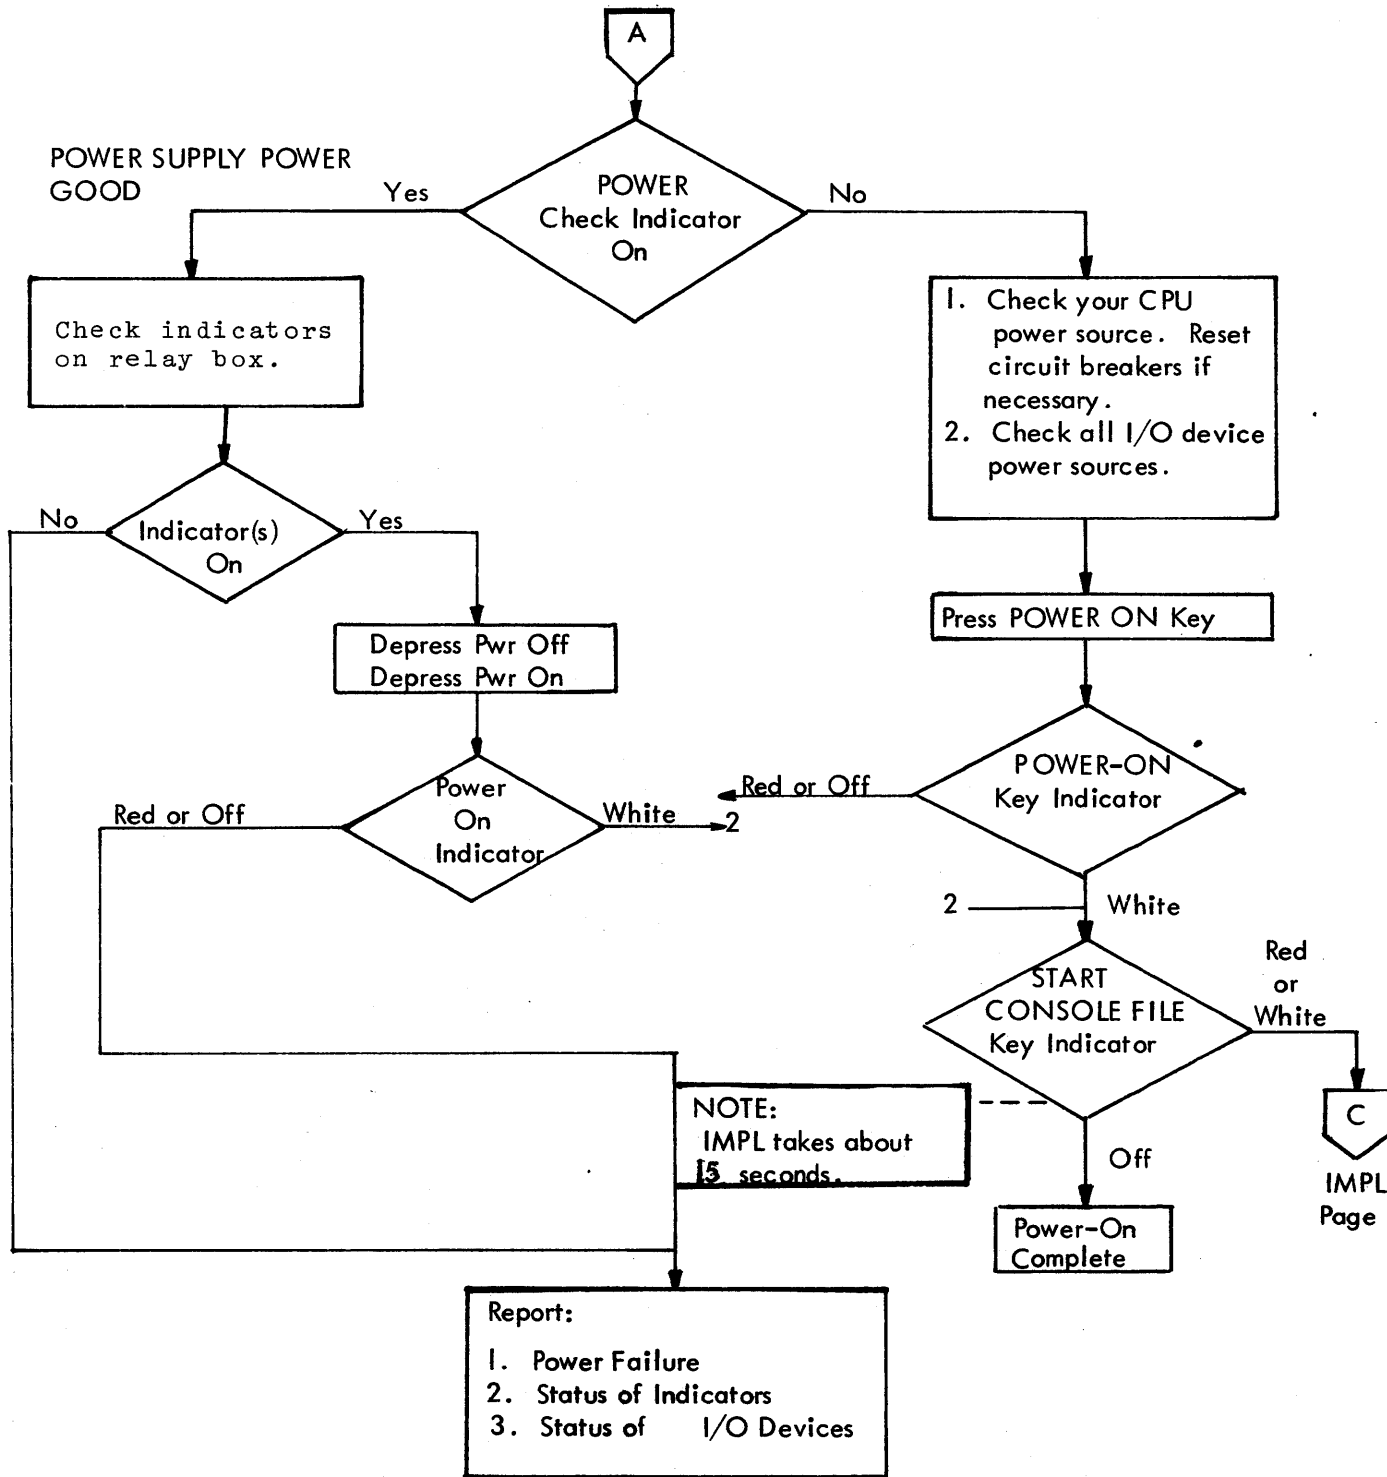 A
POWER SUPPLY POWER
GOOD
Yes
POWER
Check Indicator
On
No
Check indicators
on relay box.
1. Check your CPU
power source. Reset
circuit breakers if
necessary.
2. Check all I/O device
power sources.
No
Indicator(s)
On
Yes
Press POWER ON Key
Depress Pwr Off
Depress Pwr On
POWER-ON
Key Indicator
Red or Off
Power
On
Indicator
Red or Off
White
2
2
White
START
CONSOLE FILE
Key Indicator
Red
or
White
C
IMPL
Page
NOTE:
IMPL takes about
15 seconds.
Off
Power-On
Complete
Report:
1. Power Failure
2. Status of Indicators
3. Status of I/O Devices